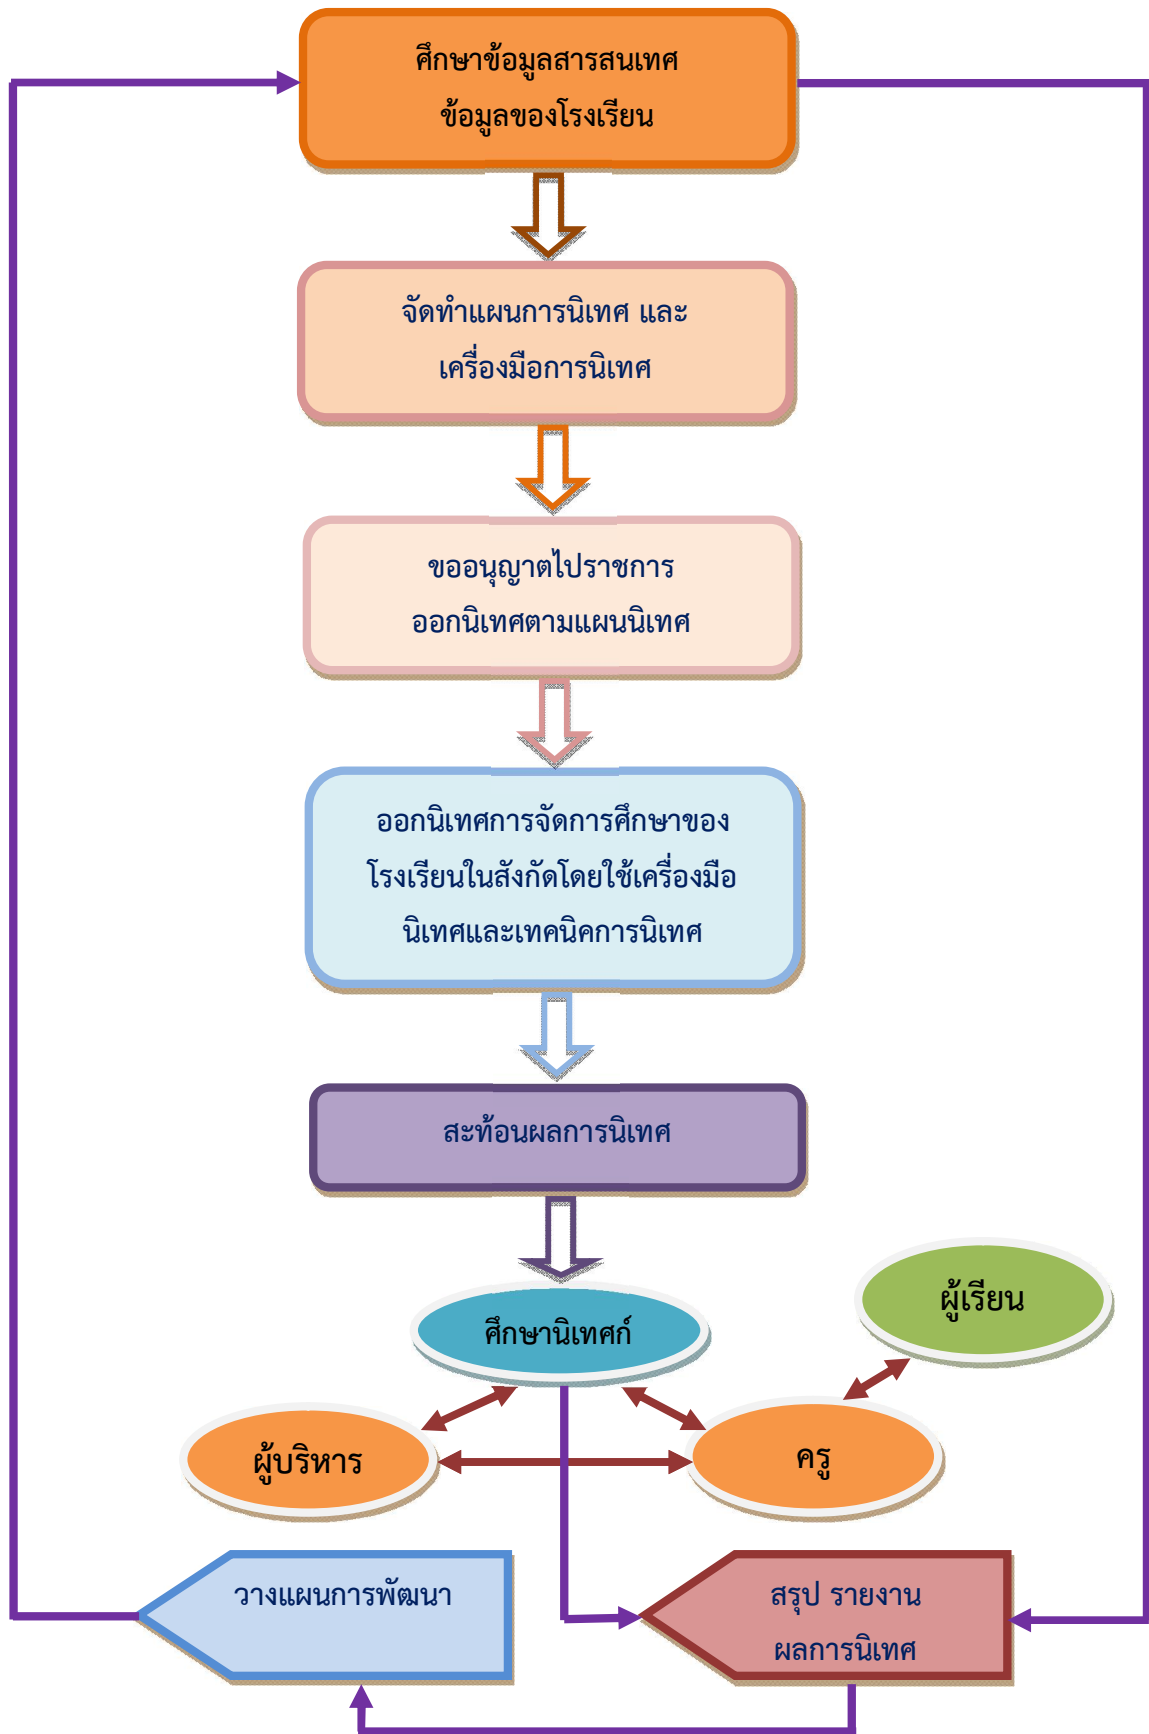 ศึกษาข้อมูลสารสนเทศ
ข้อมูลของโรงเรียน
จัดทำแผนการนิเทศ และ
เครื่องมือการนิเทศ
ขออนุญาตไปราชการ
ออกนิเทศตามแผนนิเทศ
ออกนิเทศการจัดการศึกษาของ
โรงเรียนในสังกัดโดยใช้เครื่องมือ
นิเทศและเทคนิคการนิเทศ
สะท้อนผลการนิเทศ
ผู้เรียน
ศึกษานิเทศก์
ผู้บริหาร
ครู
วางแผนการพัฒนา
สรุป รายงาน
ผลการนิเทศ